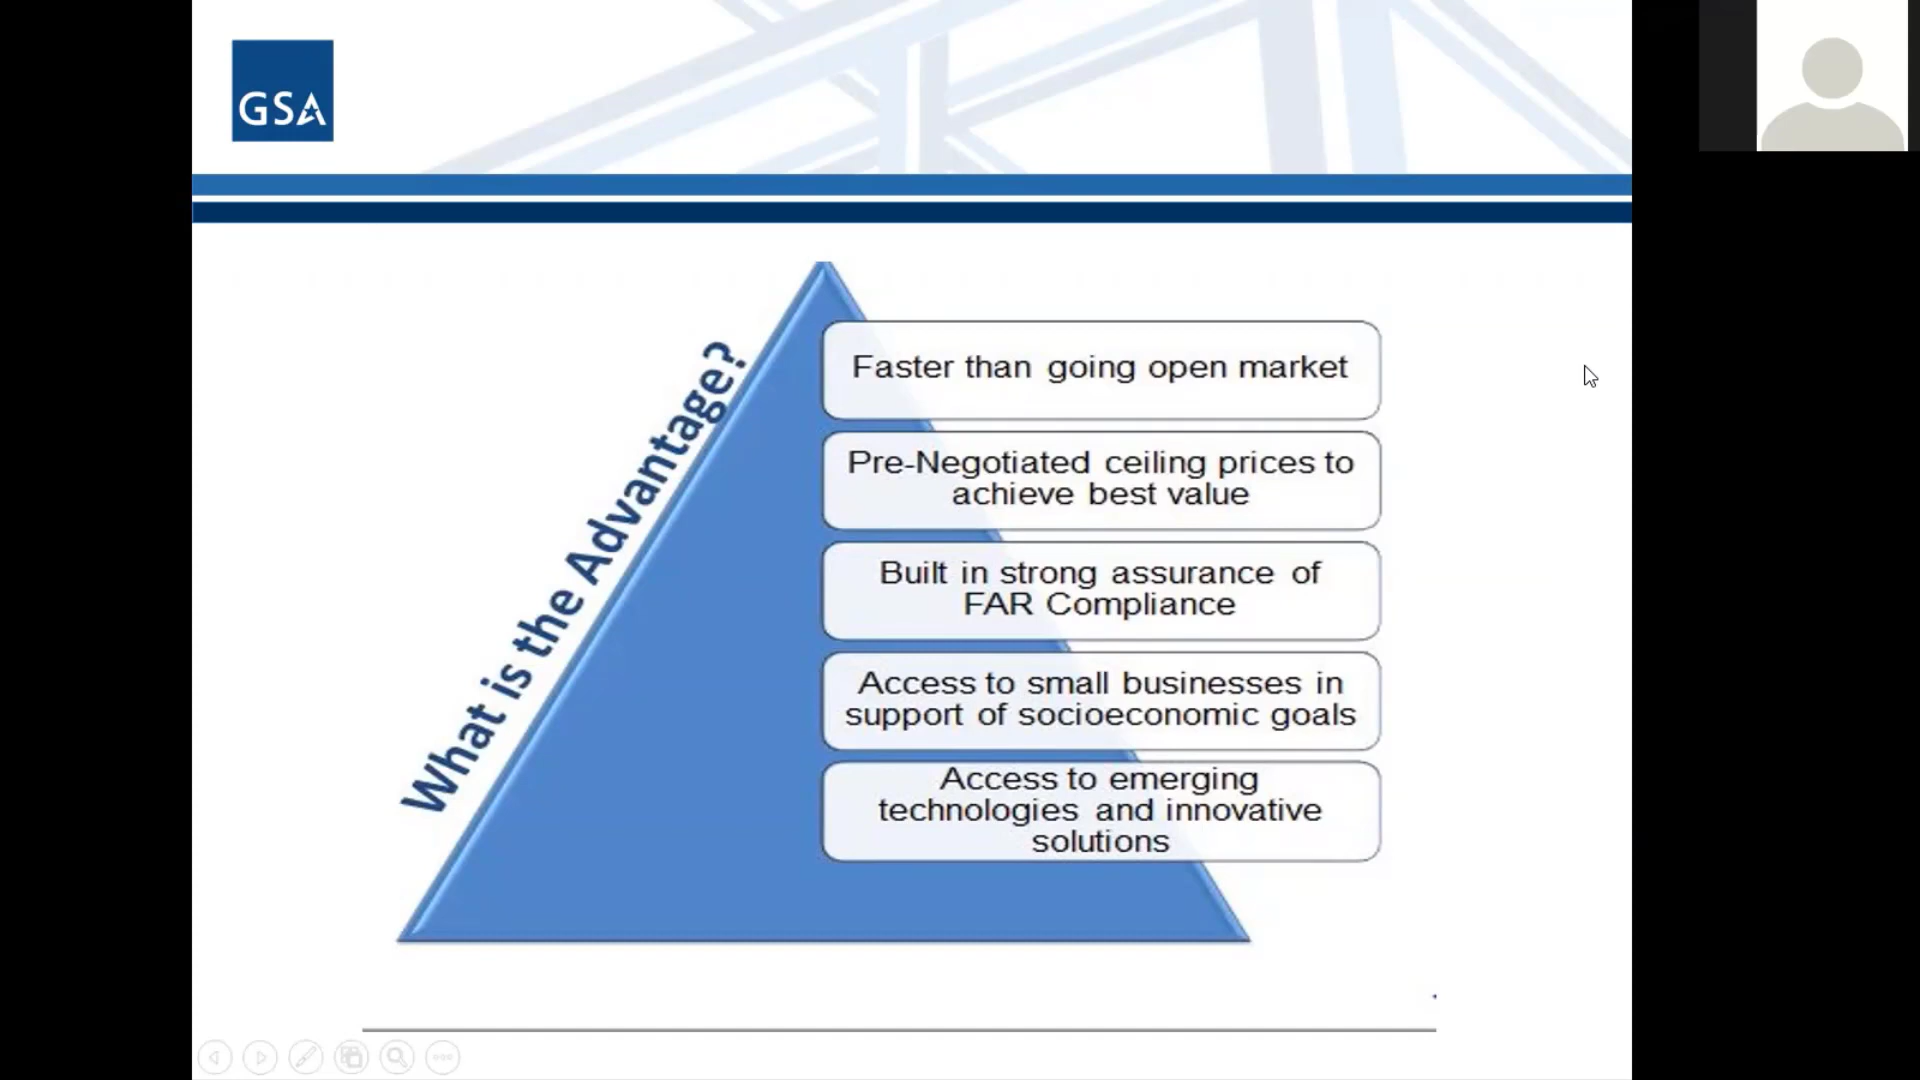 GSA
What is the Advantage?
Faster than going open market
Pre-Negotiated ceiling prices to
achieve best value
Built in strong assurance of
FAR Compliance
Access to small businesses in
support of socioeconomic goals
Access to emerging
technologies and innovative
solutions